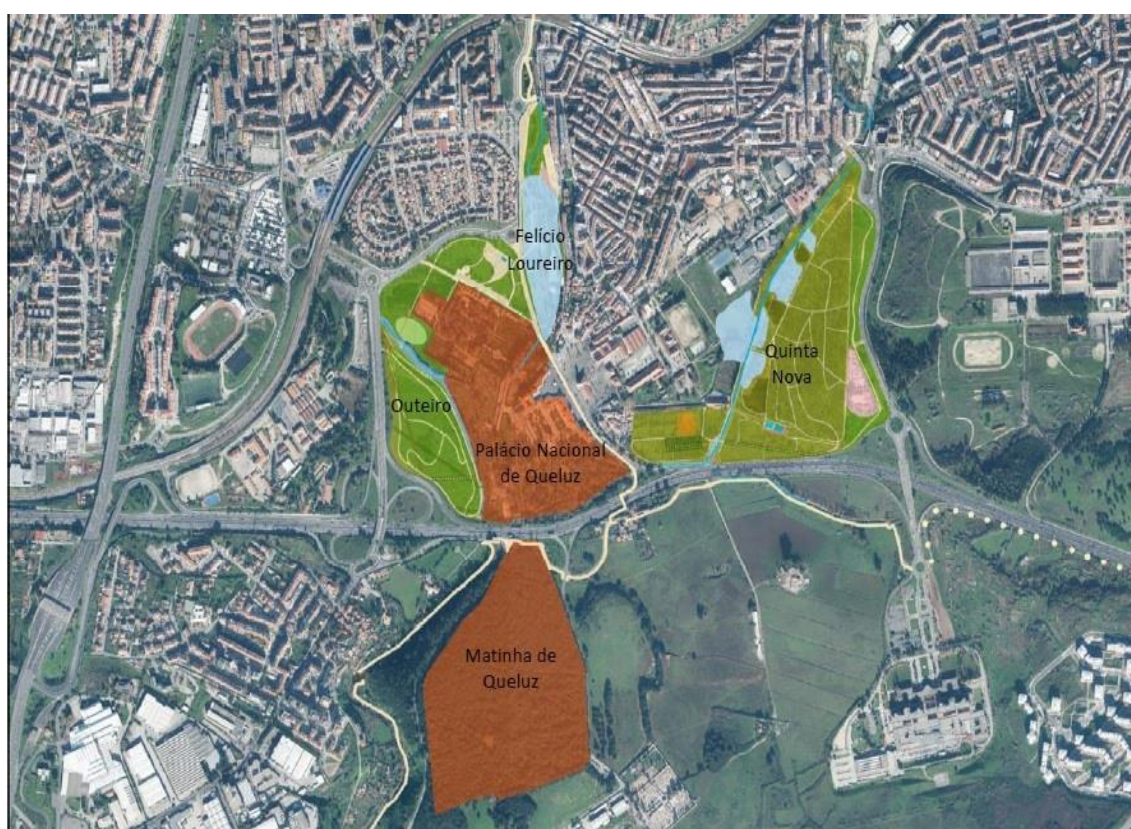 Felício
Loureiro
Quinta
Nova
Outeiro
Palácio Nacional
de Queluz
Matinha de
Queluz